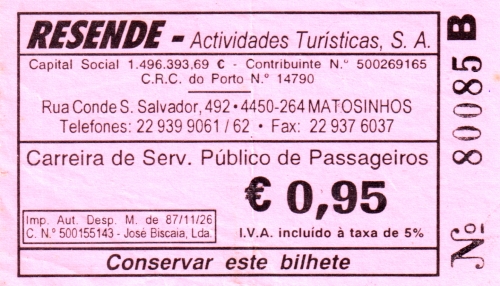 RESENDE - Actividades Turísticas, S. A.
Capital Social 1.496.393,69 € - Contribuinte N.º 500269165
C.R.C. do Porto N.º 14790
Rua Conde S. Salvador, 492 • 4450-264 MATOSINHOS
Telefones: 22 939 9061 / 62 • Fax: 22 937 6037
Carreira de Serv. Público de Passageiros
€ 0,95
Imp. Aut. Desp. M. de 87/11/26
C. N.º 500155143 - José Biscaia, Lda.
I.V.A. incluído à taxa de 5%
Conservar este bilhete
Nº 80085 B